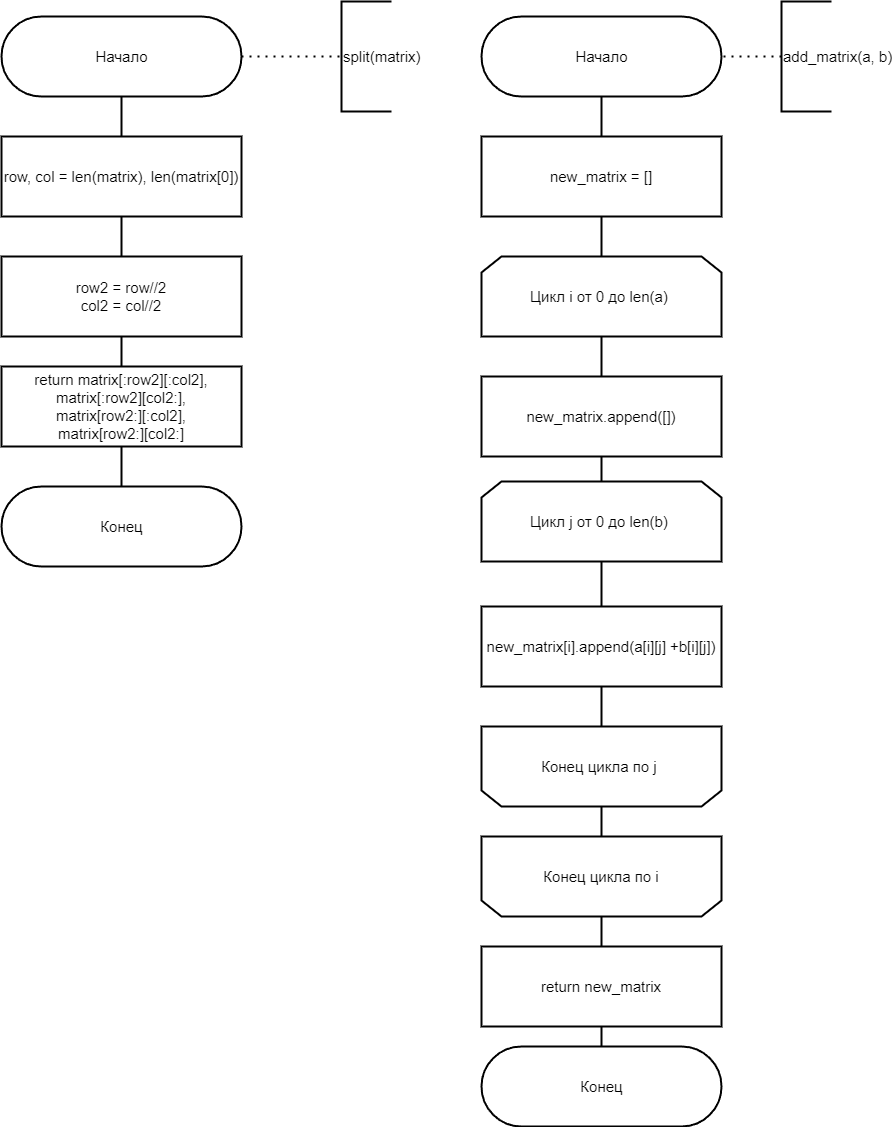 Начало
split(matrix)
row, col = len(matrix), len(matrix[0])
row2 = row//2
col2 = col//2
return matrix[:row2][:col2],
matrix[:row2][col2:],
matrix[row2:][:col2],
matrix[row2:][col2:]
Конец
Начало
add_matrix(a, b)
new_matrix = []
Цикл i от 0 до len(a)
new_matrix.append([])
Цикл j от 0 до len(b)
new_matrix[i].append(a[i][j] +b[i][j])
Конец цикла по j
Конец цикла по i
return new_matrix
Конец